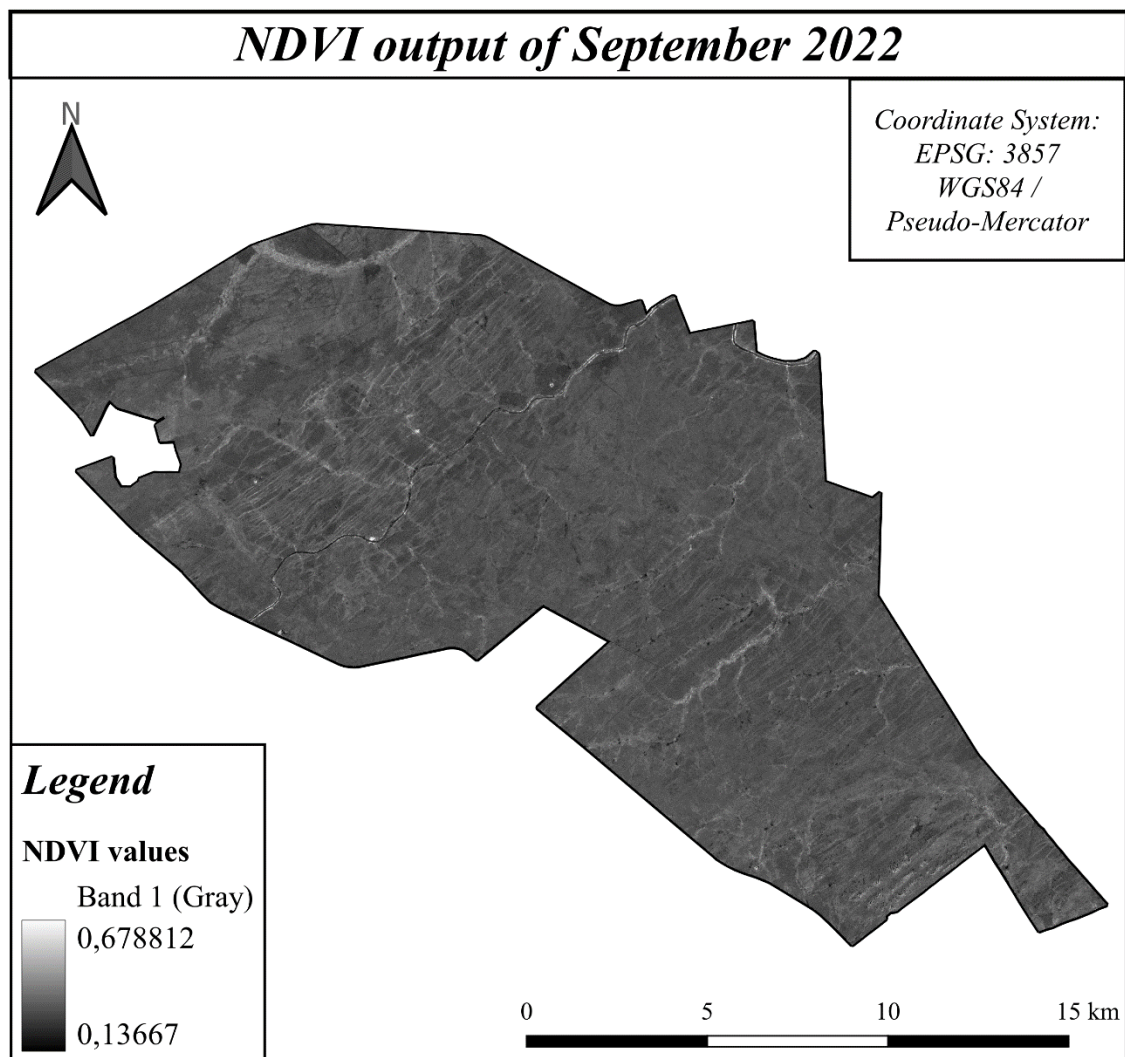 NDVI output of September 2022
N
Coordinate System:
EPSG: 3857
WGS84 /
Pseudo-Mercator
Legend
NDVI values
Band 1 (Gray)
0,678812
0,13667
0 5 10 15 km